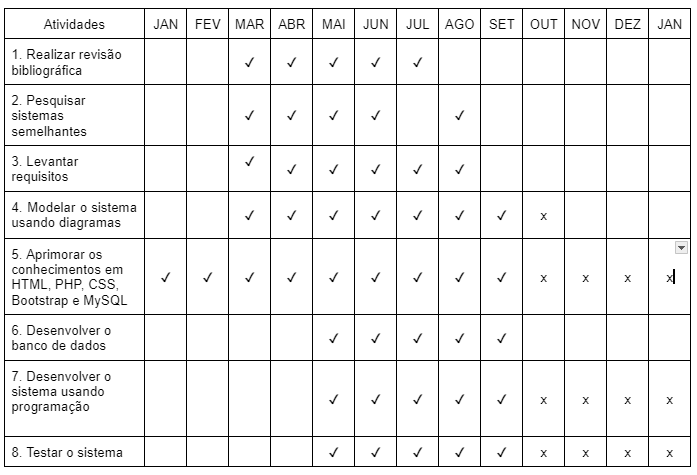 Atividades JAN FEV MAR ABR MAI JUN JUL AGO SET OUT NOV DEZ JAN
1. Realizar revisão
bibliográfica ✓ ✓ ✓ ✓ ✓
2. Pesquisar
sistemas ✓ ✓ ✓ ✓ ✓
semelhantes
3. Levantar ✓
requisitos ✓ ✓ ✓ ✓ ✓
4. Modelar o sistema
usando diagramas ✓ ✓ ✓ ✓ ✓ ✓ ✓ x
5. Aprimorar os
conhecimentos em
HTML, PHP, CSS, ✓ ✓ ✓ ✓ ✓ ✓ ✓ ✓ ✓ x x x x
Bootstrap e MySQL
6. Desenvolver o
banco de dados ✓ ✓ ✓ ✓ ✓
7. Desenvolver o
sistema usando
programação ✓ ✓ ✓ ✓ ✓ x x x x
8. Testar o sistema ✓ ✓ ✓ ✓ ✓ x x x x